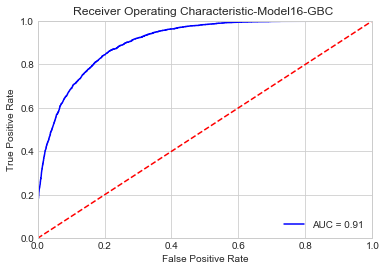 Receiver Operating Characteristic-Model16-GBC
True Positive Rate
1.0
0.8
0.6
0.4
0.2
0.0
AUC = 0.91
0.0 0.2 0.4 0.6 0.8 1.0
False Positive Rate